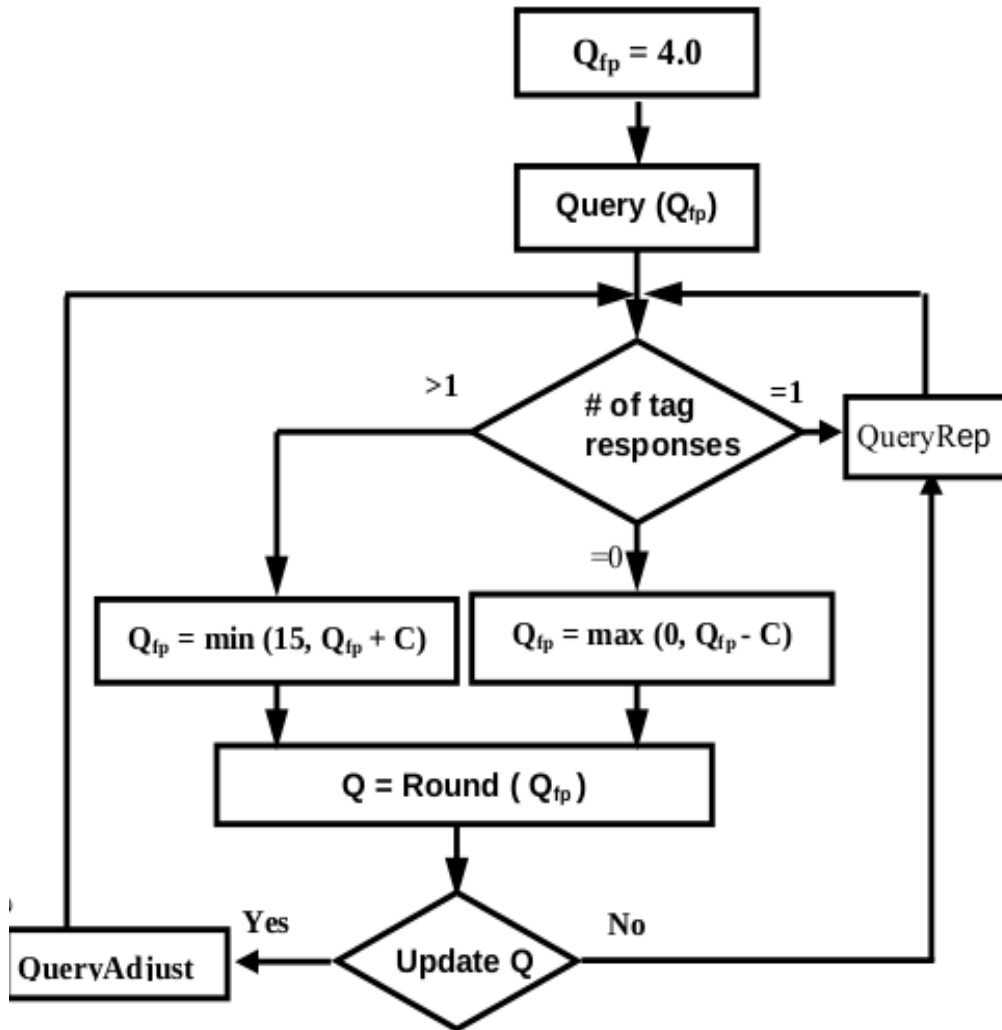 Qfp = 4.0
Query (Qfp)
>1
=1
# of tag
responses
QueryRep
=0
Qfp = min (15, Qfp + C)
Qfp = max (0, Qfp - C)
Q = Round ( Qfp )
Yes
No
Update Q
QueryAdjust